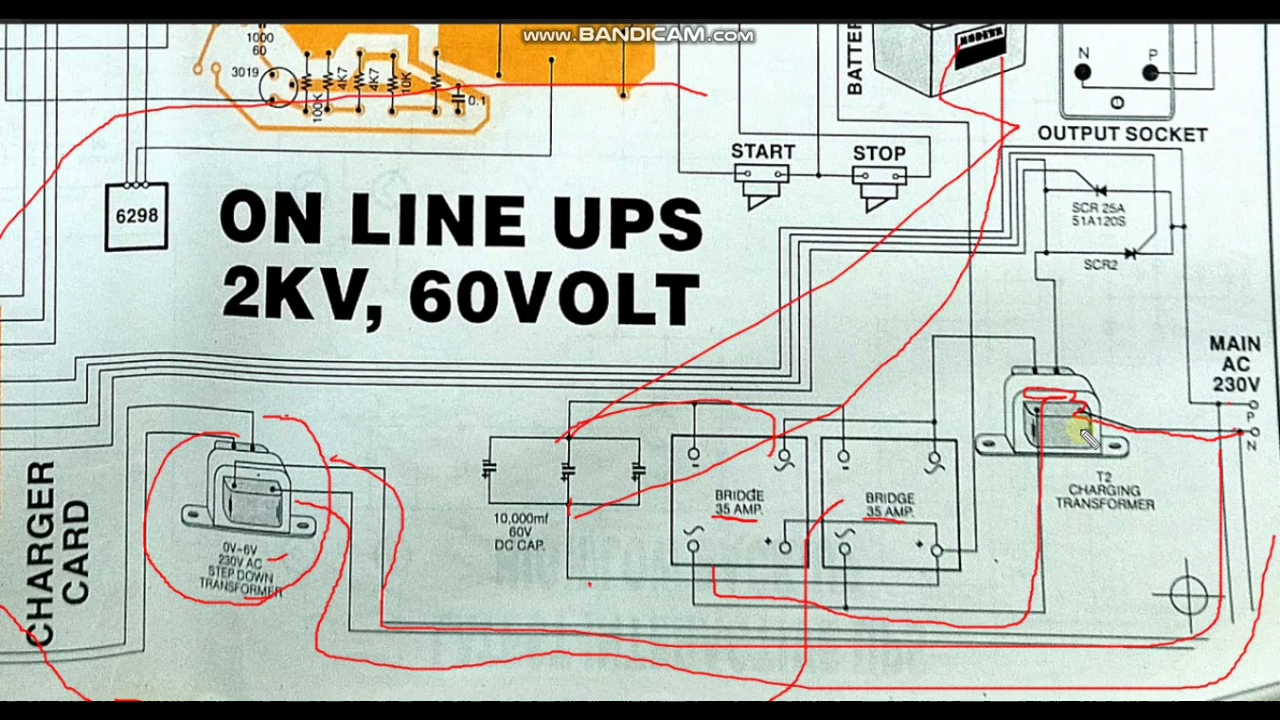 www.BANDICAM.com
1000
60
3019
100K
4K7
4K7
10K
0.1
BATTER
N
P
OUTPUT SOCKET
START
STOP
6298
ON LINE UPS
2KV, 60VOLT
SCR 25A
51A120S
SCR2
MAIN
AC
230V
P
N
T2
CHARGING
TRANSFORMER
BRIDGE
35 AMP.
BRIDGE
35 AMP.
10,000mf
60V
DC CAP.
0V-6V
230V AC
STEP DOWN
TRANSFORMER
CHARGER
CARD